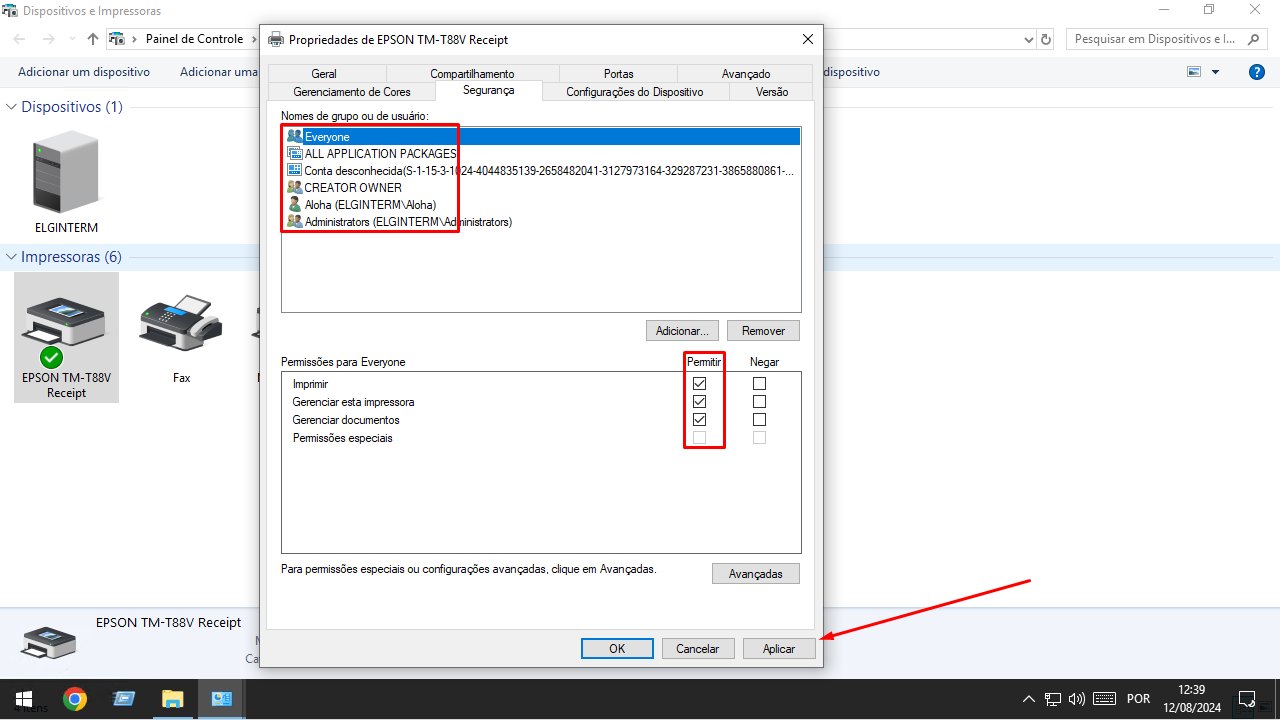 Dispositivos e Impressoras
Painel de Controle
Pesquisar em Dispositivos e I...
Adicionar um dispositivo
Adicionar uma
dispositivo
Dispositivos (1)
ELGINTERM
Impressoras (6)
EPSON TM-T88V
Receipt
Fax
Propriedades de EPSON TM-T88V Receipt
Geral
Compartilhamento
Portas
Avançado
Gerenciamento de Cores
Segurança
Configurações do Dispositivo
Versão
Nomes de grupo ou de usuário:
Everyone
ALL APPLICATION PACKAGES
Conta desconhecida(S-1-15-3-1024-4044835139-2658482041-3127973164-329287231-3865880861-...
CREATOR OWNER
Aloha (ELGINTERM\Aloha)
Administrators (ELGINTERM\Administrators)
Adicionar...
Remover
Permissões para Everyone
Permitir
Negar
Imprimir
Gerenciar esta impressora
Gerenciar documentos
Permissões especiais
Para permissões especiais ou configurações avançadas, clique em Avançadas.
Avançadas
OK
Cancelar
Aplicar
EPSON TM-T88V Receipt
Ca
4 itens
POR
12:39
12/08/2024